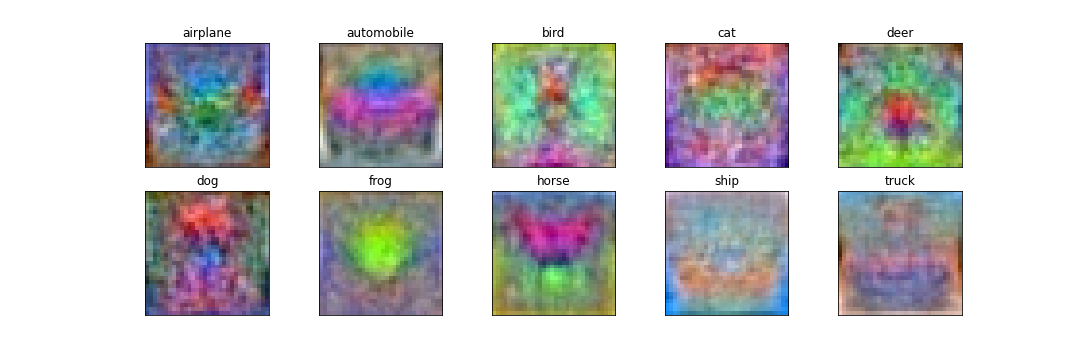 airplane automobile bird cat deer
dog frog horse ship truck